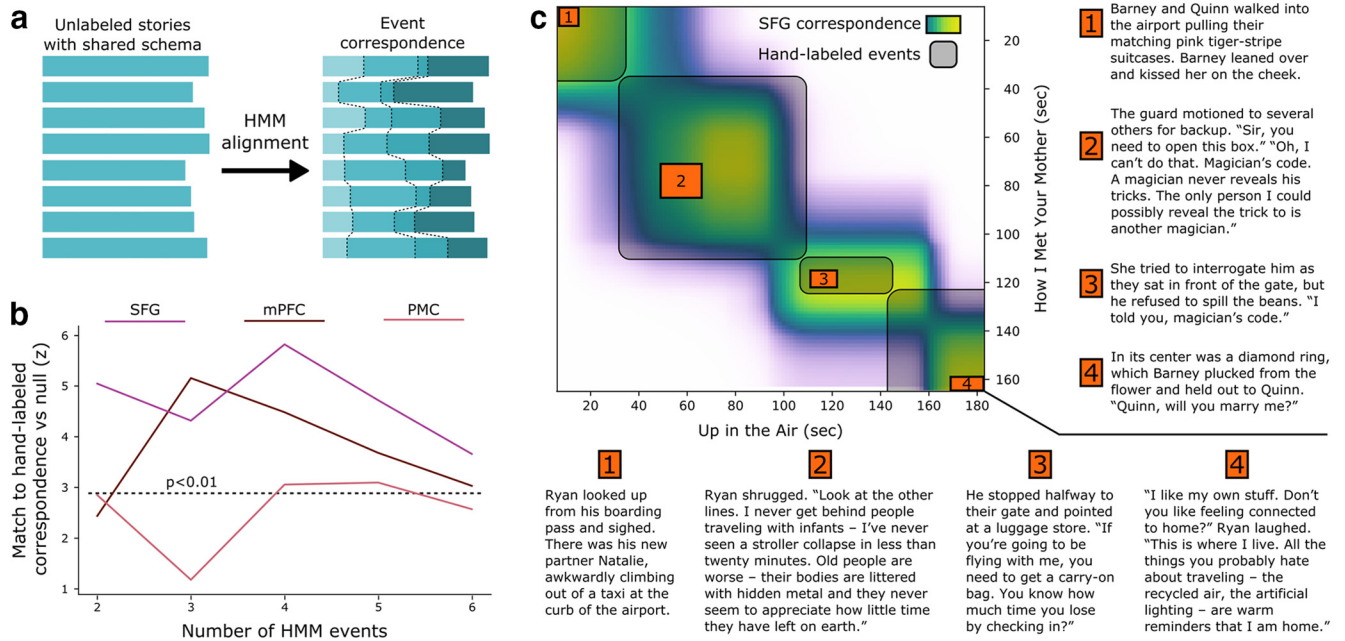 a
Unlabeled stories
with shared schema
Event
correspondence
HMM
alignment
b
SFG
mPFC
PMC
Match to hand-labeled
correspondence vs null (z)
6
5
4
3
2
1
p<0.01
2
3
4
5
6
Number of HMM events
c
SFG correspondence
Hand-labeled events
1
2
3
4
20
40
60
80
100
120
140
160
How I Met Your Mother (sec)
20
40
60
80
100
120
140
160
180
Up in the Air (sec)
1
Barney and Quinn walked into
the airport pulling their
matching pink tiger-stripe
suitcases. Barney leaned over
and kissed her on the cheek.
2
The guard motioned to several
others for backup. “Sir, you
need to open this box.” “Oh, I
can’t do that. Magician’s code.
A magician never reveals his
tricks. The only person I could
possibly reveal the trick to is
another magician.”
3
She tried to interrogate him as
they sat in front of the gate, but
he refused to spill the beans. “I
told you, magician’s code.”
4
In its center was a diamond ring,
which Barney plucked from the
flower and held out to Quinn.
“Quinn, will you marry me?”
1
Ryan looked up
from his boarding
pass and sighed.
There was his new
partner Natalie,
awkwardly climbing
out of a taxi at the
curb of the airport.
2
Ryan shrugged. “Look at the other
lines. I never get behind people
traveling with infants – I’ve never
seen a stroller collapse in less than
twenty minutes. Old people are
worse – their bodies are littered
with hidden metal and they never
seem to appreciate how little time
they have left on earth.”
3
He stopped halfway to
their gate and pointed
at a luggage store. “If
you’re going to be
flying with me, you
need to get a carry-on
bag. You know how
much time you lose
by checking in?”
4
“I like my own stuff. Don’t
you like feeling connected
to home?” Ryan laughed.
“This is where I live. All the
things you probably hate
about traveling – the
recycled air, the artificial
lighting – are warm
reminders that I am home.”